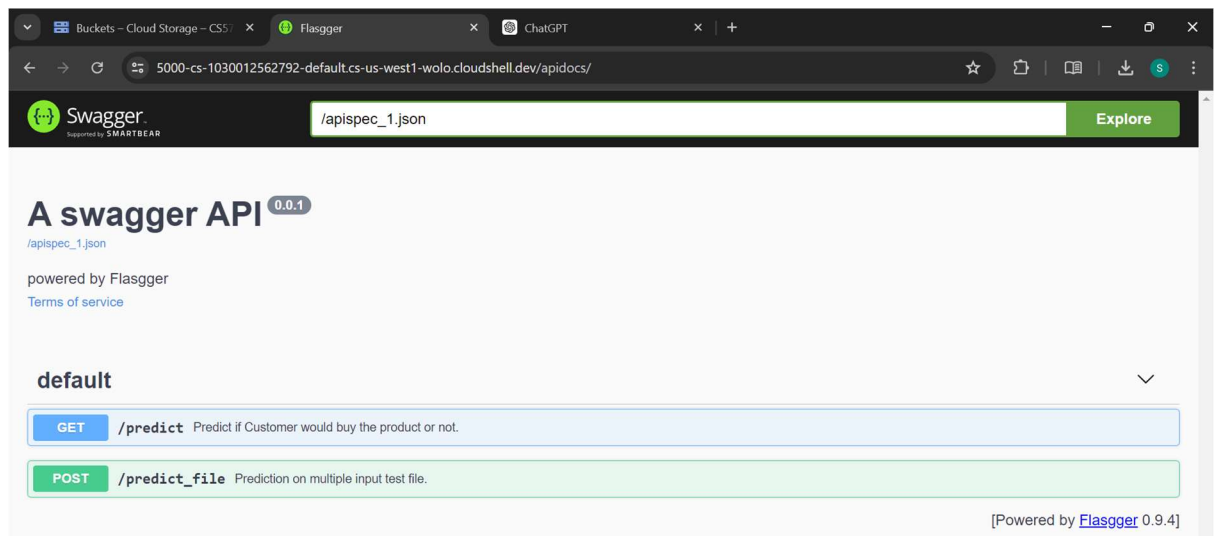 Buckets – Cloud Storage – CS57
Flasgger
ChatGPT
5000-cs-1030012562792-default.cs-us-west1-wolo.cloudshell.dev/apidocs/
S
{···} Swagger.
Supported by SMARTBEAR
/apispec_1.json
Explore
A swagger API 0.0.1
/apispec_1.json
powered by Flasgger
Terms of service
default
GET /predict Predict if Customer would buy the product or not.
POST /predict_file Prediction on multiple input test file.
[Powered by Flasgger 0.9.4]